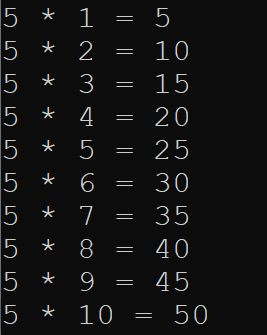 5 * 1 = 5
5 * 2 = 10
5 * 3 = 15
5 * 4 = 20
5 * 5 = 25
5 * 6 = 30
5 * 7 = 35
5 * 8 = 40
5 * 9 = 45
5 * 10 = 50